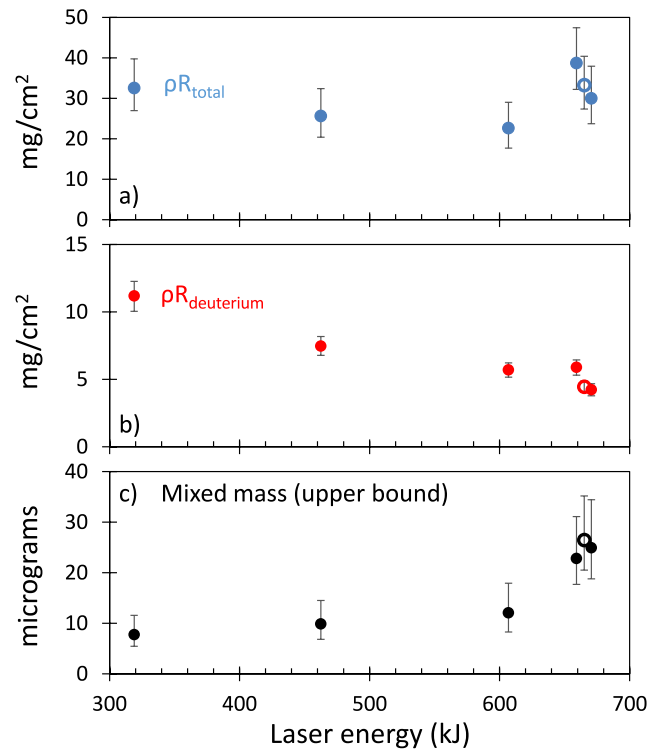 50
40
30
20
10
0
mg/cm²
ρR_total
a)
15
10
5
0
mg/cm²
ρR_deuterium
b)
40
30
20
10
0
micrograms
c) Mixed mass (upper bound)
300 400 500 600 700
Laser energy (kJ)